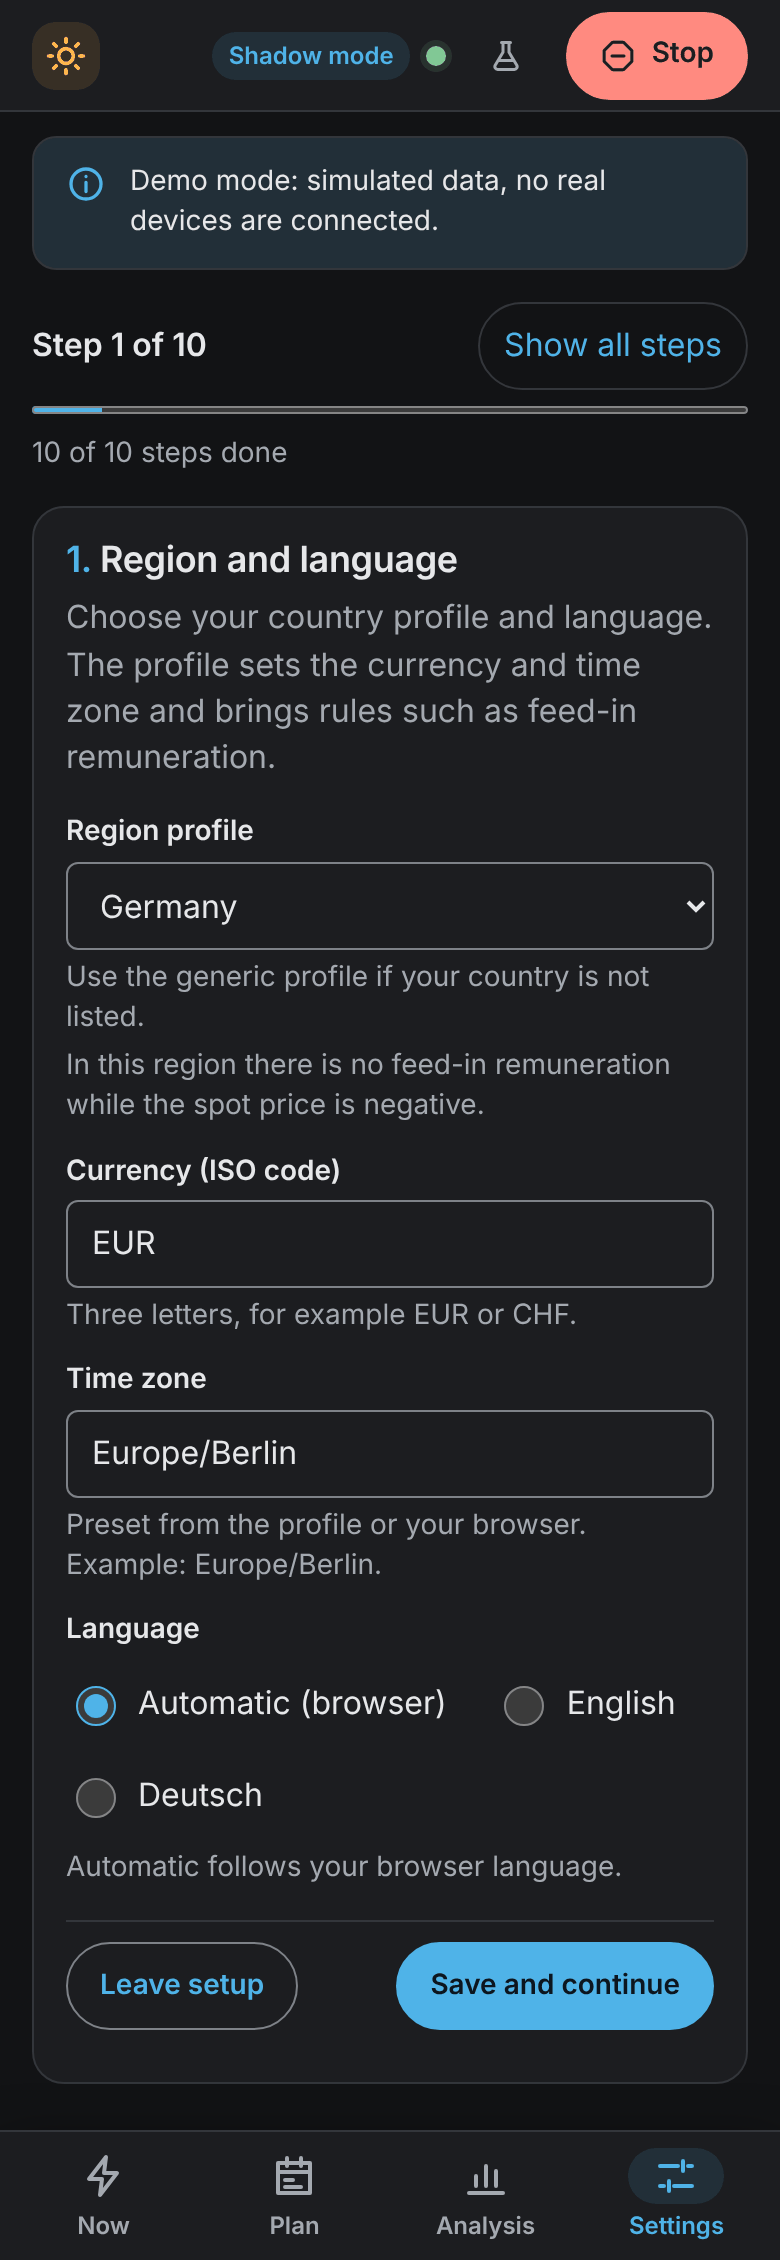 Shadow mode
Stop
Demo mode: simulated data, no real
devices are connected.
Step 1 of 10
Show all steps
10 of 10 steps done
1. Region and language
Choose your country profile and language.
The profile sets the currency and time
zone and brings rules such as feed-in
remuneration.
Region profile
Germany
Use the generic profile if your country is not
listed.
In this region there is no feed-in remuneration
while the spot price is negative.
Currency (ISO code)
EUR
Three letters, for example EUR or CHF.
Time zone
Europe/Berlin
Preset from the profile or your browser.
Example: Europe/Berlin.
Language
Automatic (browser)
English
Deutsch
Automatic follows your browser language.
Leave setup
Save and continue
Now
Plan
Analysis
Settings